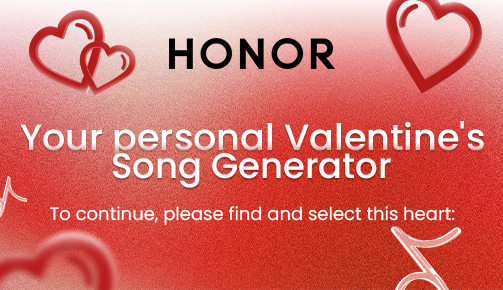 HONOR
Your personal Valentine's
Song Generator
To continue, please find and select this heart: